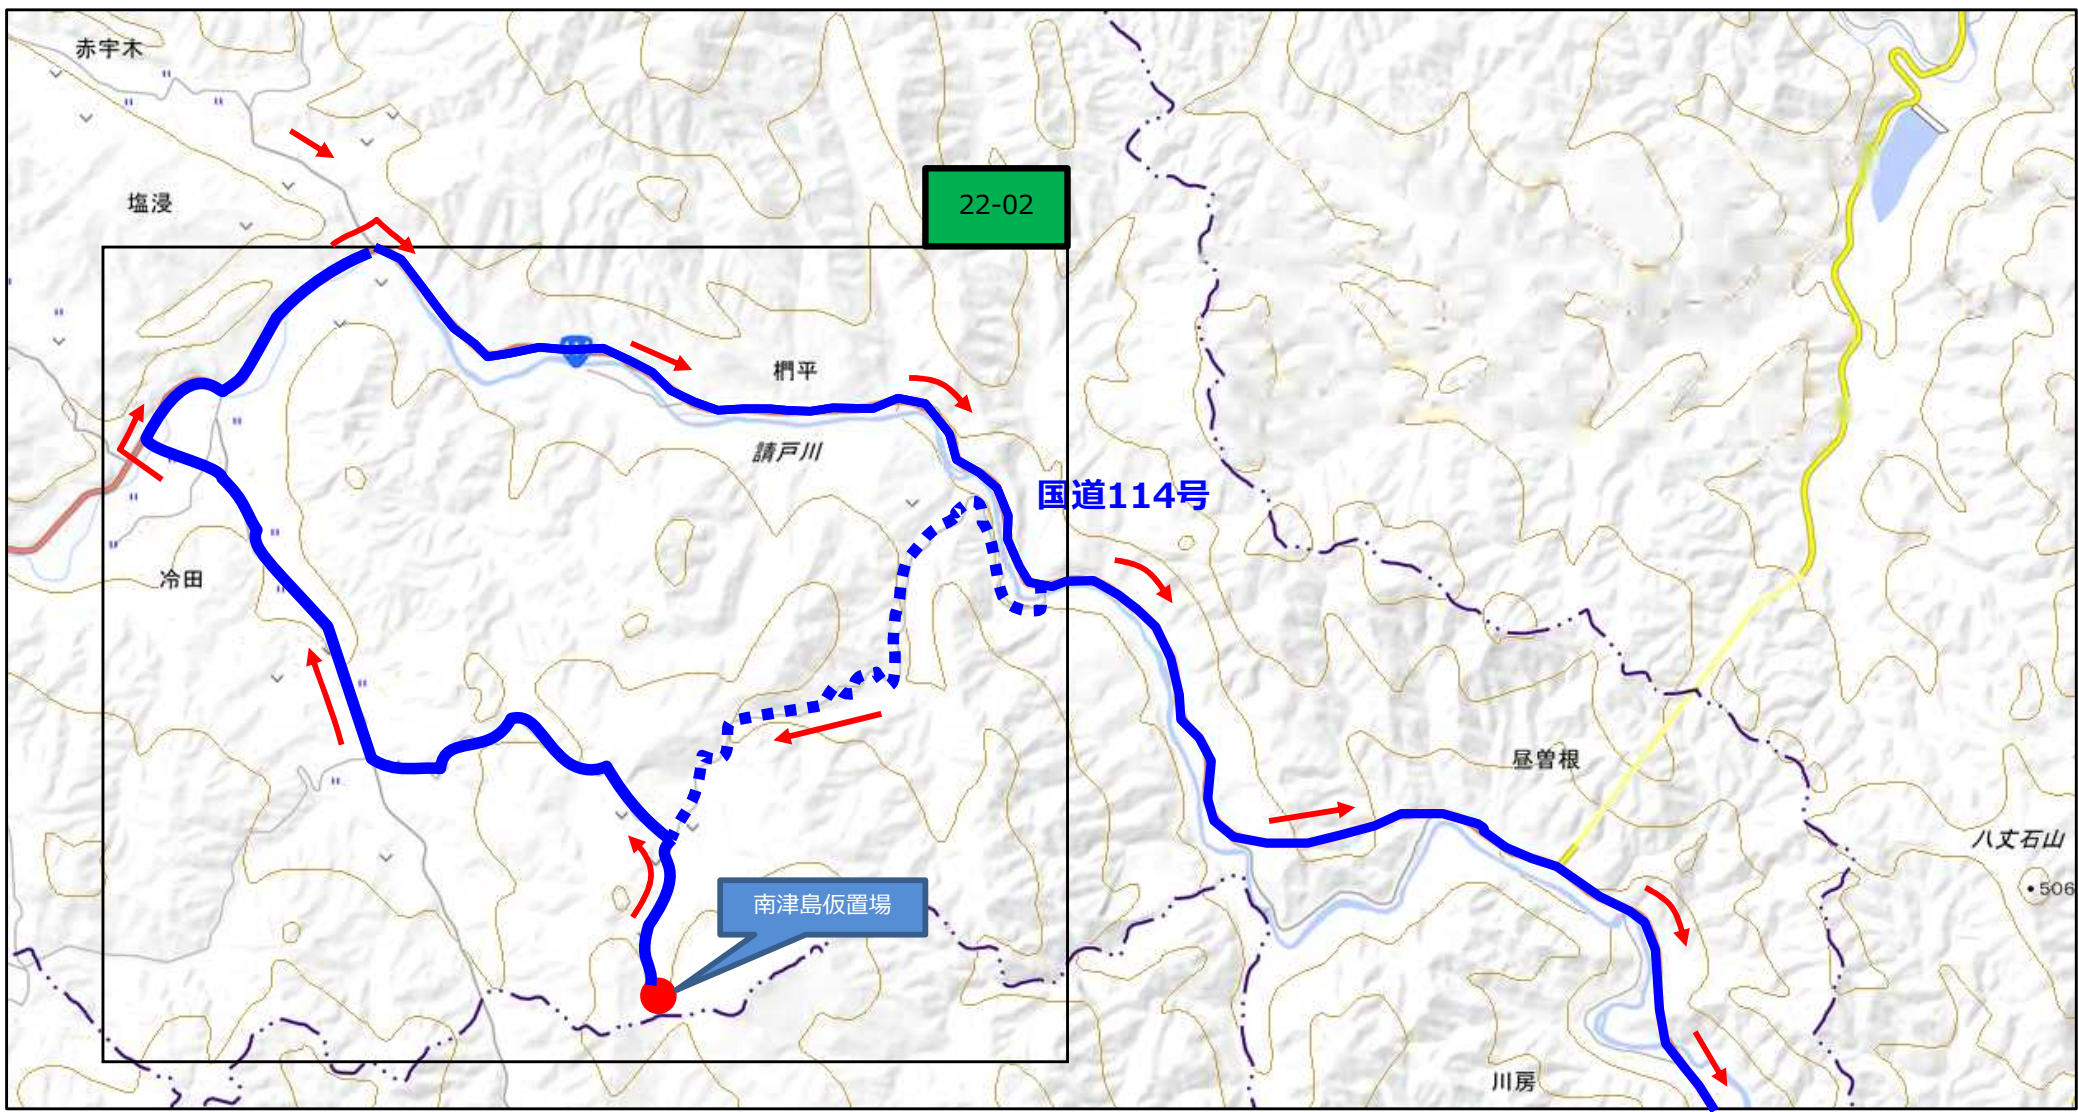 赤宇木
塩浸
22-02
椚平
請戸川
国道114号
冷田
昼曽根
八丈石山
506
南津島仮置場
川房